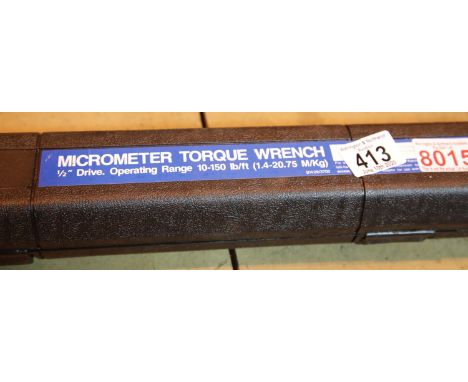 MICROMETER TORQUE WRENCH
½" Drive. Operating Range 10-150 lb/ft (1.4-20.75 M/Kg)
413
8015